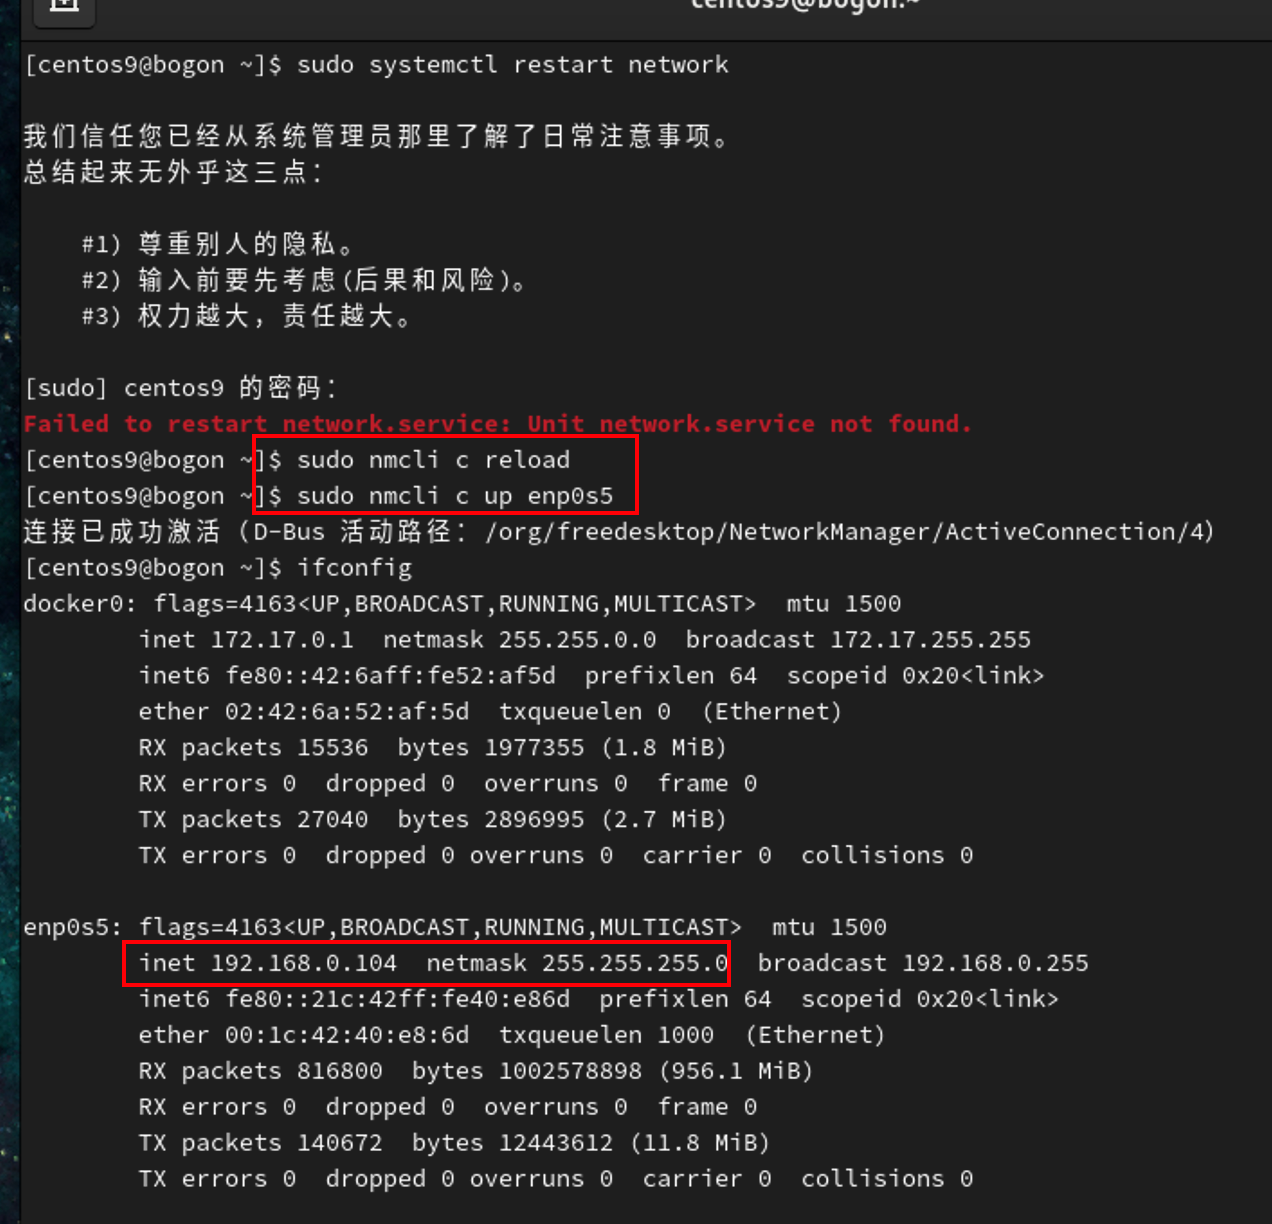 centos9@bogon:~
[centos9@bogon ~]$ sudo systemctl restart network
我们信任您已经从系统管理员那里了解了日常注意事项。
总结起来无外乎这三点：
#1) 尊重别人的隐私。
#2) 输入前要先考虑(后果和风险)。
#3) 权力越大，责任越大。
[sudo] centos9 的密码：
Failed to restart network.service: Unit network.service not found.
[centos9@bogon ~]$ sudo nmcli c reload
[centos9@bogon ~]$ sudo nmcli c up enp0s5
连接已成功激活（D-Bus 活动路径：/org/freedesktop/NetworkManager/ActiveConnection/4）
[centos9@bogon ~]$ ifconfig
docker0: flags=4163<UP,BROADCAST,RUNNING,MULTICAST>  mtu 1500
inet 172.17.0.1  netmask 255.255.0.0  broadcast 172.17.255.255
inet6 fe80::42:6aff:fe52:af5d  prefixlen 64  scopeid 0x20<link>
ether 02:42:6a:52:af:5d  txqueuelen 0  (Ethernet)
RX packets 15536  bytes 1977355 (1.8 MiB)
RX errors 0  dropped 0  overruns 0  frame 0
TX packets 27040  bytes 2896995 (2.7 MiB)
TX errors 0  dropped 0 overruns 0  carrier 0  collisions 0
enp0s5: flags=4163<UP,BROADCAST,RUNNING,MULTICAST>  mtu 1500
inet 192.168.0.104  netmask 255.255.255.0  broadcast 192.168.0.255
inet6 fe80::21c:42ff:fe40:e86d  prefixlen 64  scopeid 0x20<link>
ether 00:1c:42:40:e8:6d  txqueuelen 1000  (Ethernet)
RX packets 816800  bytes 1002578898 (956.1 MiB)
RX errors 0  dropped 0  overruns 0  frame 0
TX packets 140672  bytes 12443612 (11.8 MiB)
TX errors 0  dropped 0 overruns 0  carrier 0  collisions 0